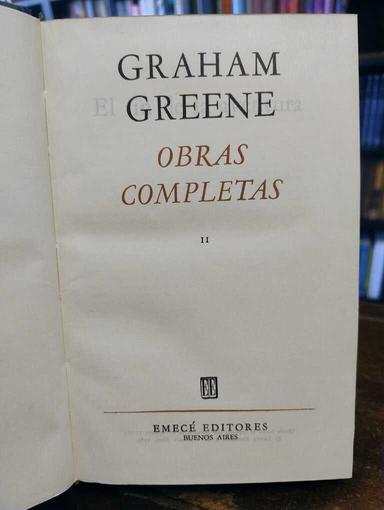 GRAHAM
GREENE
OBRAS
COMPLETAS
II
EE
EMECÉ EDITORES
BUENOS AIRES